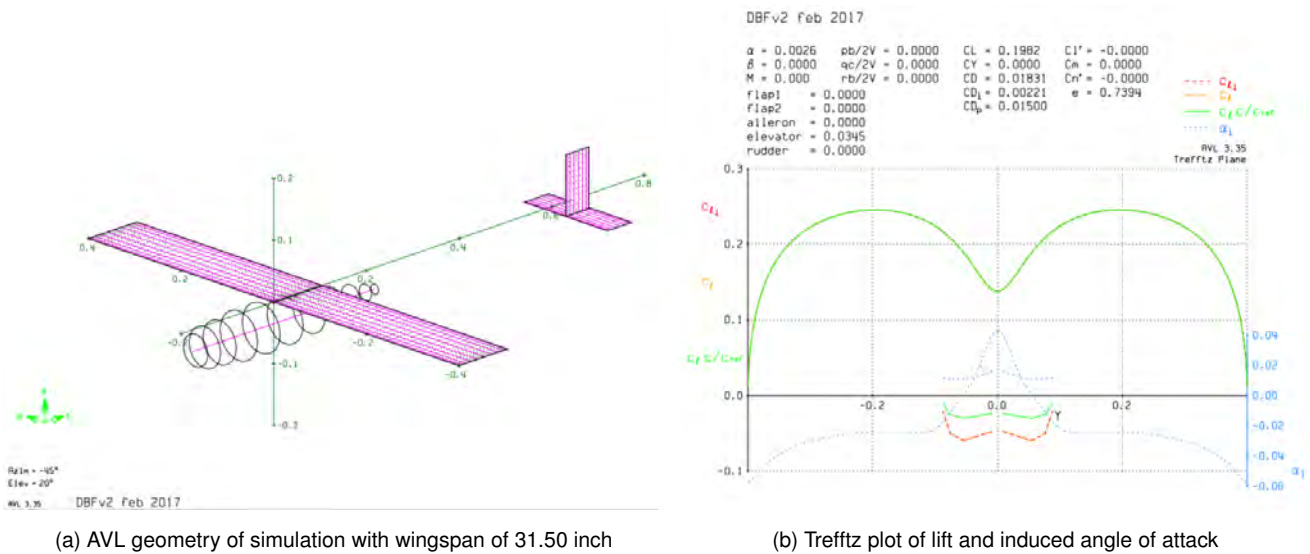 0.2
0.1
-0.1
-0.2
0.4
0.2
-0.2
-0.2
-0.4
0.2
0.4
0.6
0.8
Azim = -45°
Elev = 20°
AVL 3.35 DBFv2 feb 2017
(a) AVL geometry of simulation with wingspan of 31.50 inch
DBFv2 feb 2017
α = 0.0026 pb/2V = 0.0000 CL = 0.1982 Cl' = -0.0000
β = 0.0000 qc/2V = 0.0000 CY = 0.0000 Cm = 0.0000
M = 0.000 rb/2V = 0.0000 CD = 0.01831 Cn' = -0.0000
flap1 = 0.0000 CDi = 0.00221 e = 0.7394
flap2 = 0.0000 CDp = 0.01500
aileron = 0.0000
elevator = 0.0345
rudder = 0.0000
Cℓ C/Cref
αi
AVL 3.35
Trefftz Plane
0.3
0.2
0.1
0.0
-0.1
-0.2
0.0
0.2
Y
Cℓ C/Cref
0.04
0.02
0.00
-0.02
-0.04
-0.06
αi
(b) Trefftz plot of lift and induced angle of attack